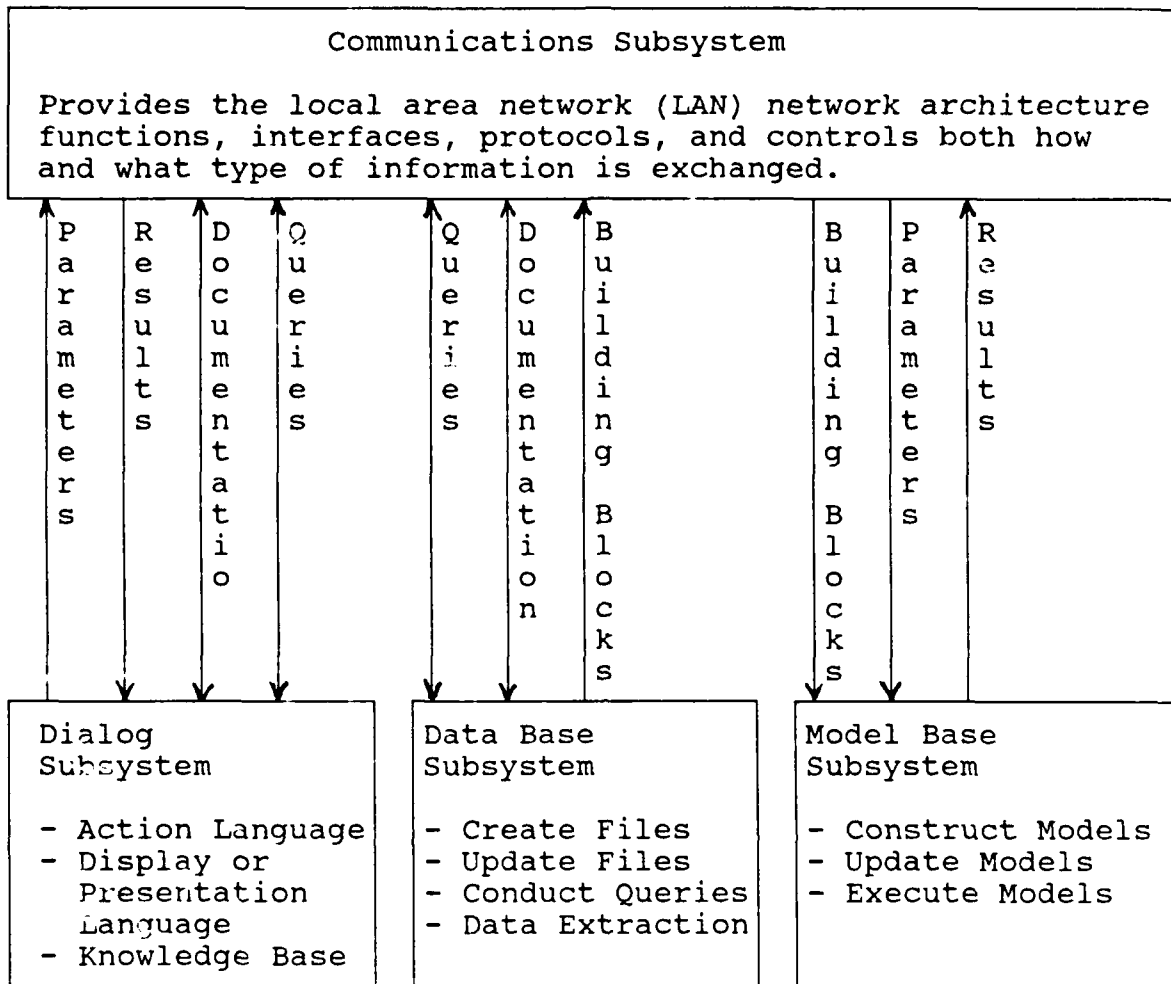 Communications Subsystem
Provides the local area network (LAN) network architecture
functions, interfaces, protocols, and controls both how
and what type of information is exchanged.
Parameters
Results
Documentatio
Queries
Queries
Documentation
Building Blocks
Building Blocks
Parameters
Results
Dialog
Subsystem
- Action Language
- Display or
Presentation
Language
- Knowledge Base
Data Base
Subsystem
- Create Files
- Update Files
- Conduct Queries
- Data Extraction
Model Base
Subsystem
- Construct Models
- Update Models
- Execute Models